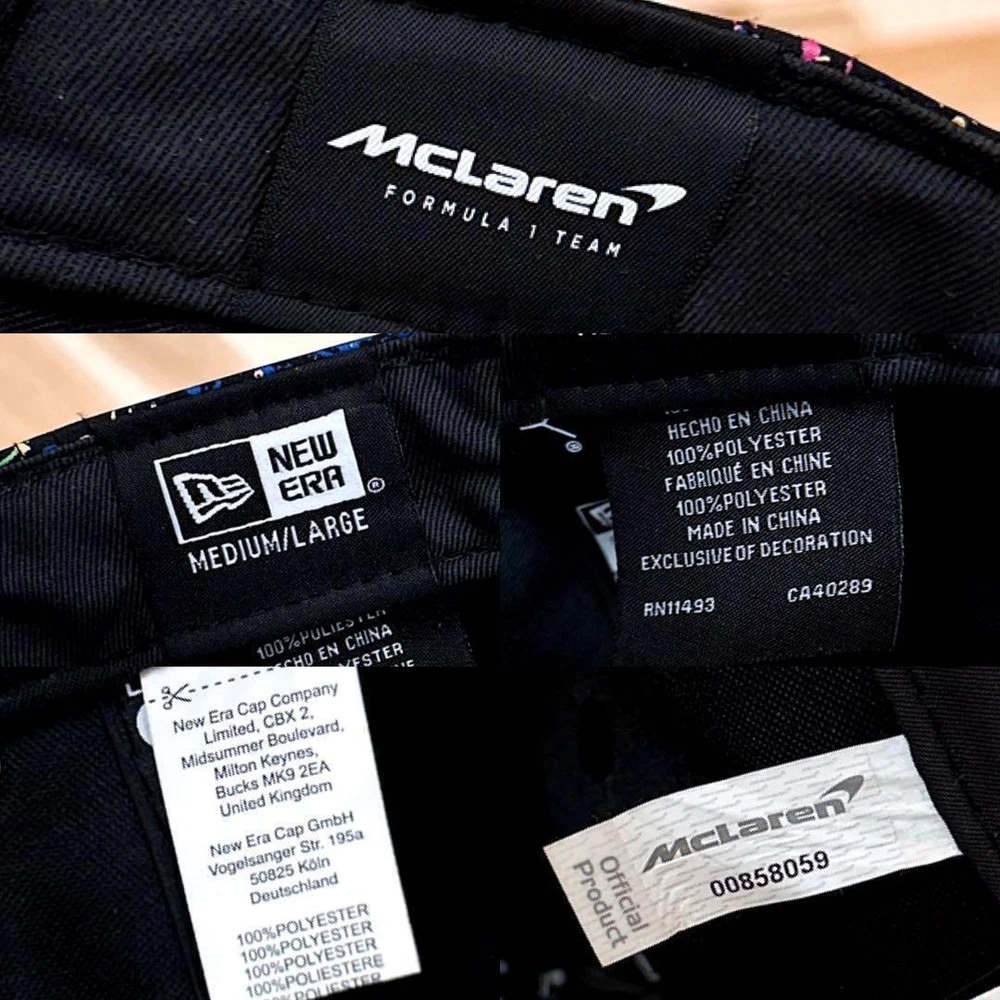 McLaren
FORMULA 1 TEAM
NEW
ERA
®
MEDIUM/LARGE
100%POLIESTER
HECHO EN CHINA
HECHO EN CHINA
100%POLYESTER
FABRIQUÉ EN CHINE
100%POLYESTER
MADE IN CHINA
EXCLUSIVE OF DECORATION
RN11493 CA40289
New Era Cap Company
Limited, CBX 2,
Midsummer Boulevard,
Milton Keynes,
Bucks MK9 2EA
United Kingdom
New Era Cap GmbH
Vogelsanger Str. 195a
50825 Köln
Deutschland
100%POLYESTER
100%POLYESTER
100%POLYESTER
100%POLIESTERE
100%POLIESTER
McLaren
00858059
Official
Product